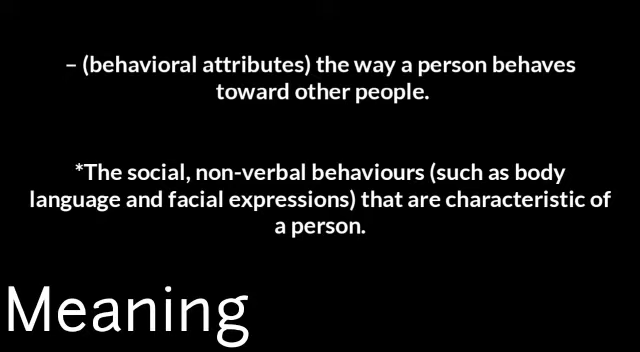 – (behavioral attributes) the way a person behaves
toward other people.
*The social, non-verbal behaviours (such as body
language and facial expressions) that are characteristic of
a person.
Meaning